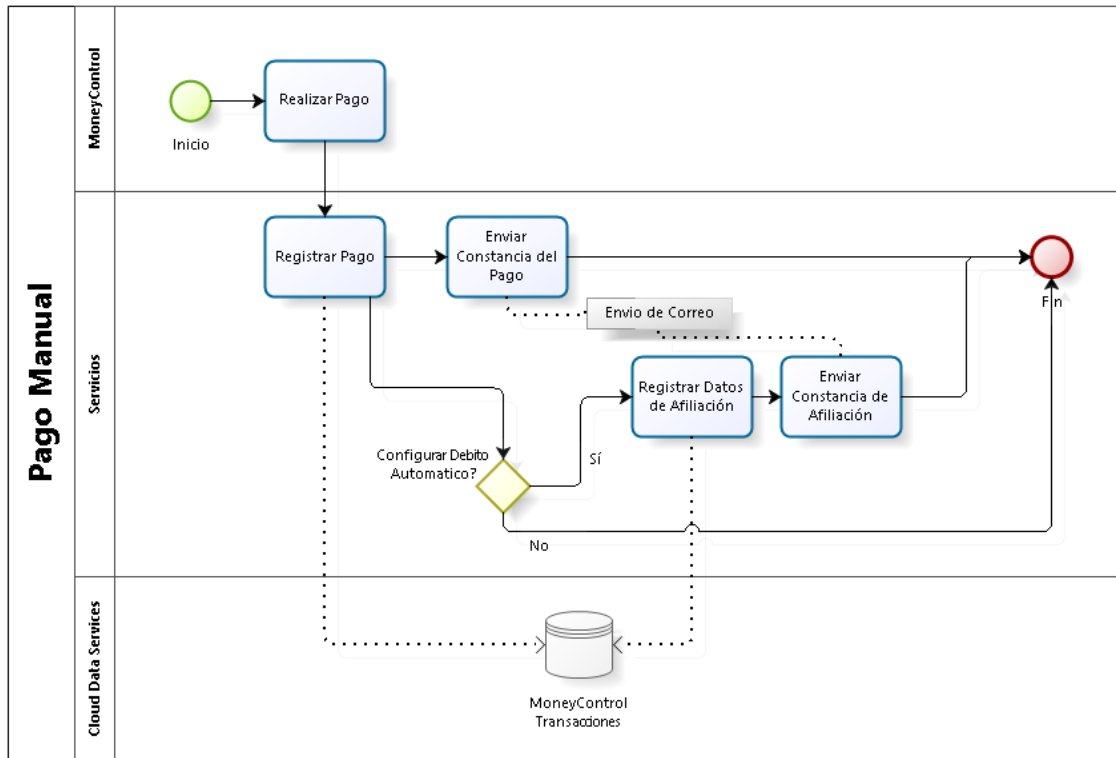 Pago Manual
MoneyControl
Realizar Pago
Inicio
Servicios
Registrar Pago
Enviar
Constancia del
Pago
Fin
Envio de Correo
Registrar Datos
de Afiliación
Enviar
Constancia de
Afiliación
Configurar Debito
Automatico?
Sí
No
Cloud Data Services
MoneyControl
Transacciones